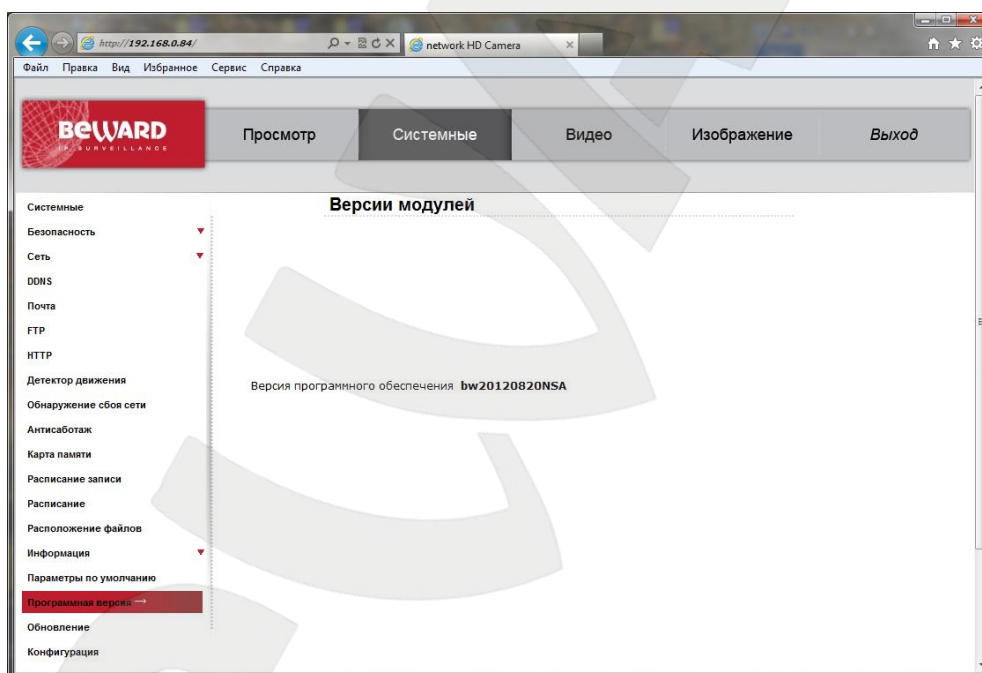 http://192.168.0.84/
network HD Camera
Файл Правка Вид Избранное Сервис Справка
BEWARD
IP SURVEILLANCE
Просмотр Системные Видео Изображение Выход
Версии модулей
Системные
Безопасность
Сеть
DDNS
Почта
FTP
HTTP
Детектор движения
Обнаружение сбоя сети
Антисаботаж
Карта памяти
Расписание записи
Расписание
Расположение файлов
Информация
Параметры по умолчанию
Программная версия →
Обновление
Конфигурация
Версия программного обеспечения bw20120820NSA